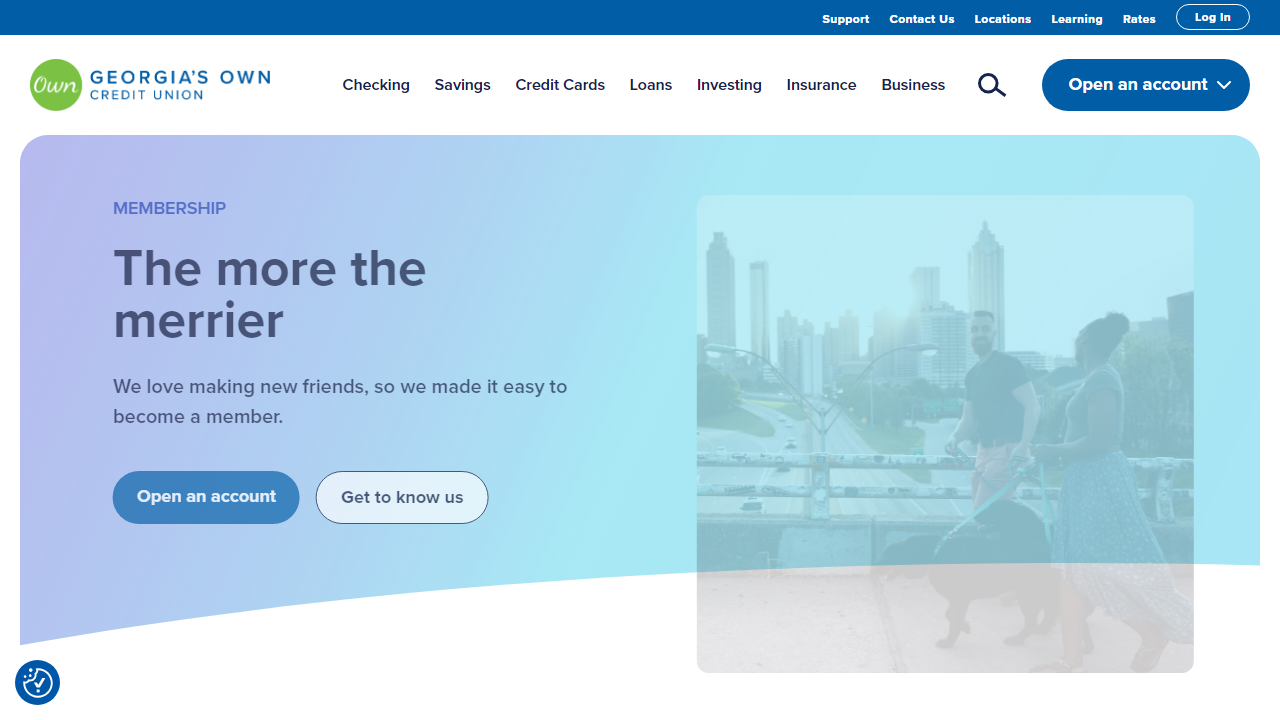 Support Contact Us Locations Learning Rates Log In
Own GEORGIA'S OWN
CREDIT UNION
Checking Savings Credit Cards Loans Investing Insurance Business Open an account
MEMBERSHIP
The more the
merrier
We love making new friends, so we made it easy to
become a member.
Open an account Get to know us